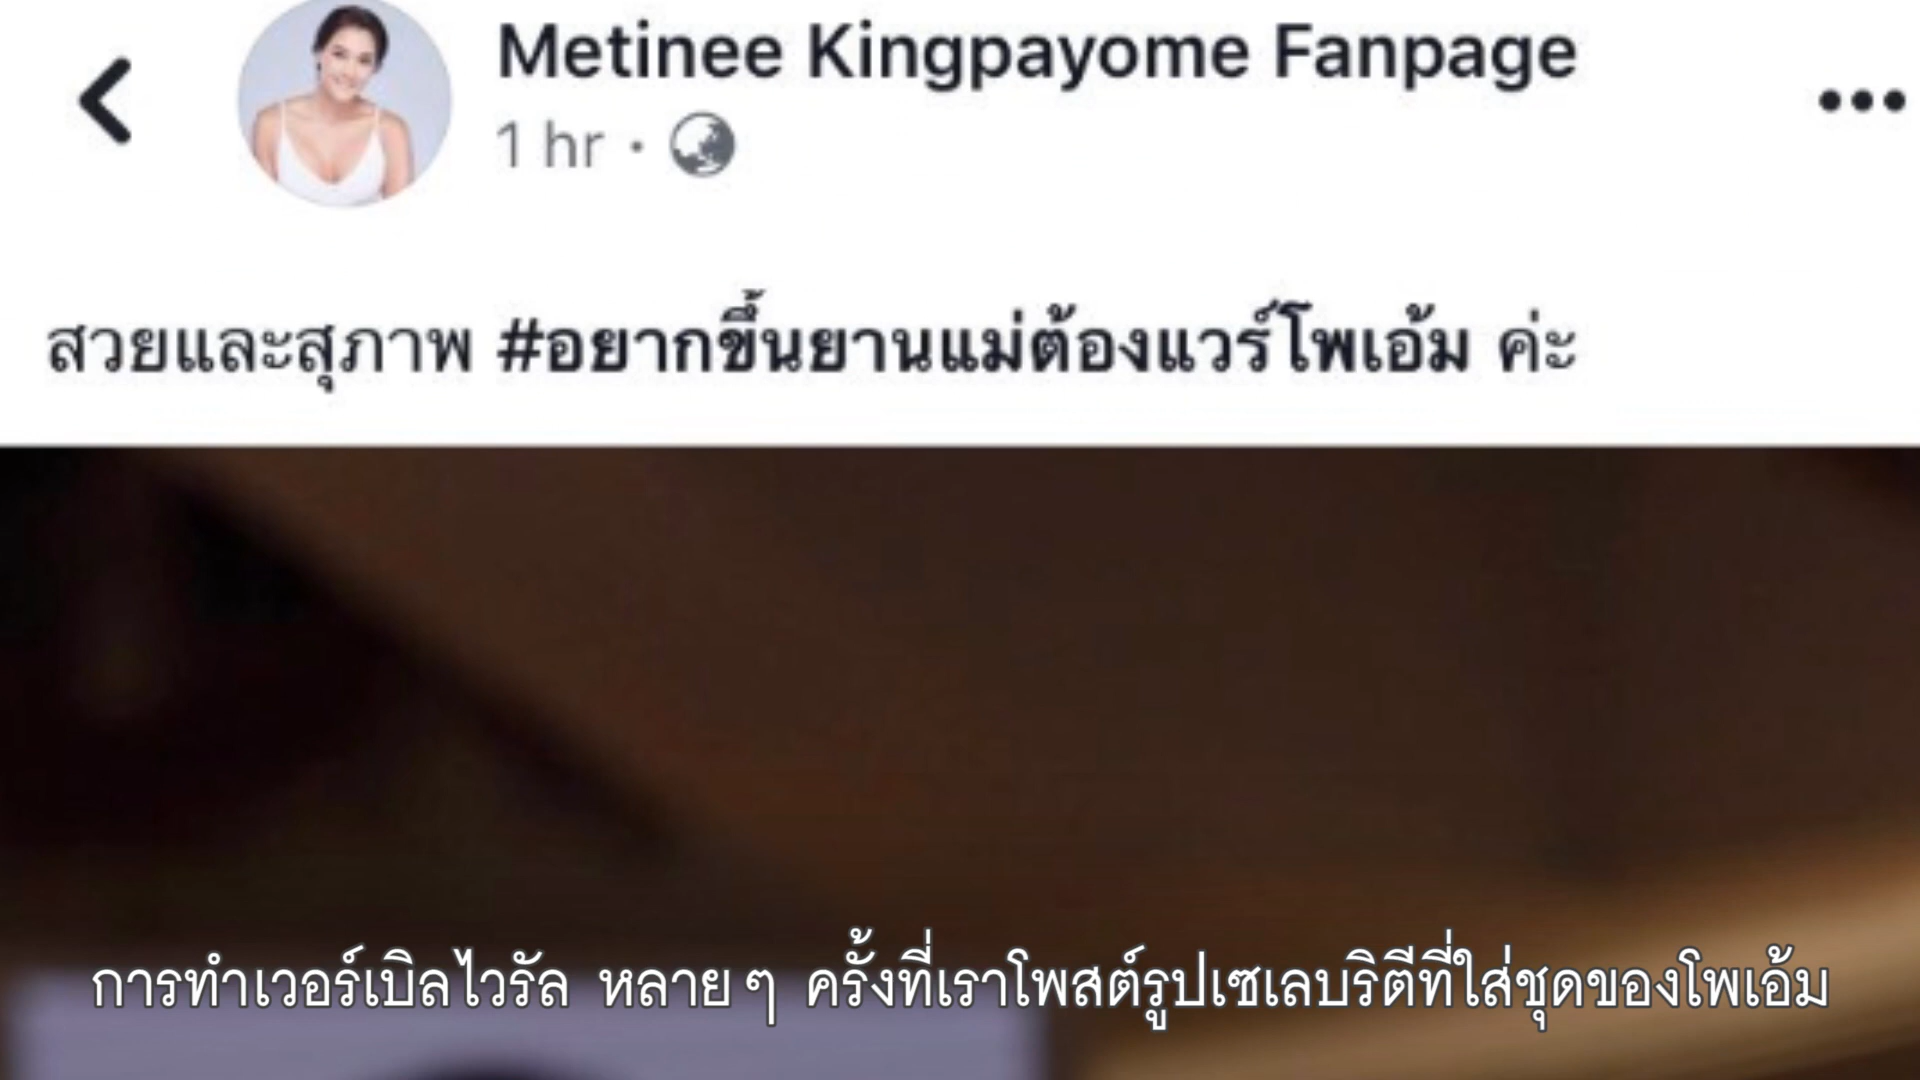 Metinee Kingpayome Fanpage
1 hr ·
สวยและสุภาพ #อยากขึ้นยานแม่ต้องแวร์โพเอ้ม ค่ะ
การทำเวอร์เบิลไวรัล หลาย ๆ ครั้งที่เราโพสต์รูปเซเลบริตีที่ใส่ชุดของโพเอ้ม